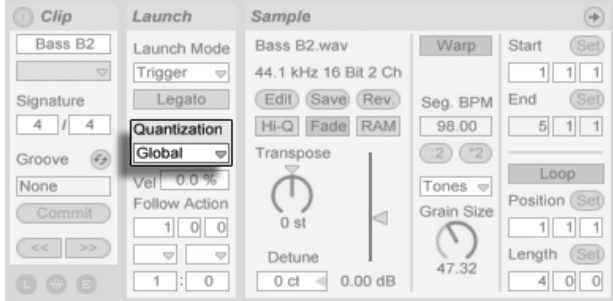 Clip
Bass B2
Signature
4 / 4
Groove
None
Commit
<< >>
L E
Launch
Launch Mode
Trigger
Legato
Quantization
Global
Vel 0.0 %
Follow Action
1 0 0
1 : 0
Sample
Bass B2.wav
44.1 kHz 16 Bit 2 Ch
Edit Save Rev.
Hi-Q Fade RAM
Transpose
0 st
Detune
0 ct 0.00 dB
Warp
Seg. BPM
98.00
:2 *2
Tones
Grain Size
47.32
Start Set
1 1 1
End Set
5 1 1
Loop
Position Set
1 1 1
Length Set
4 0 0